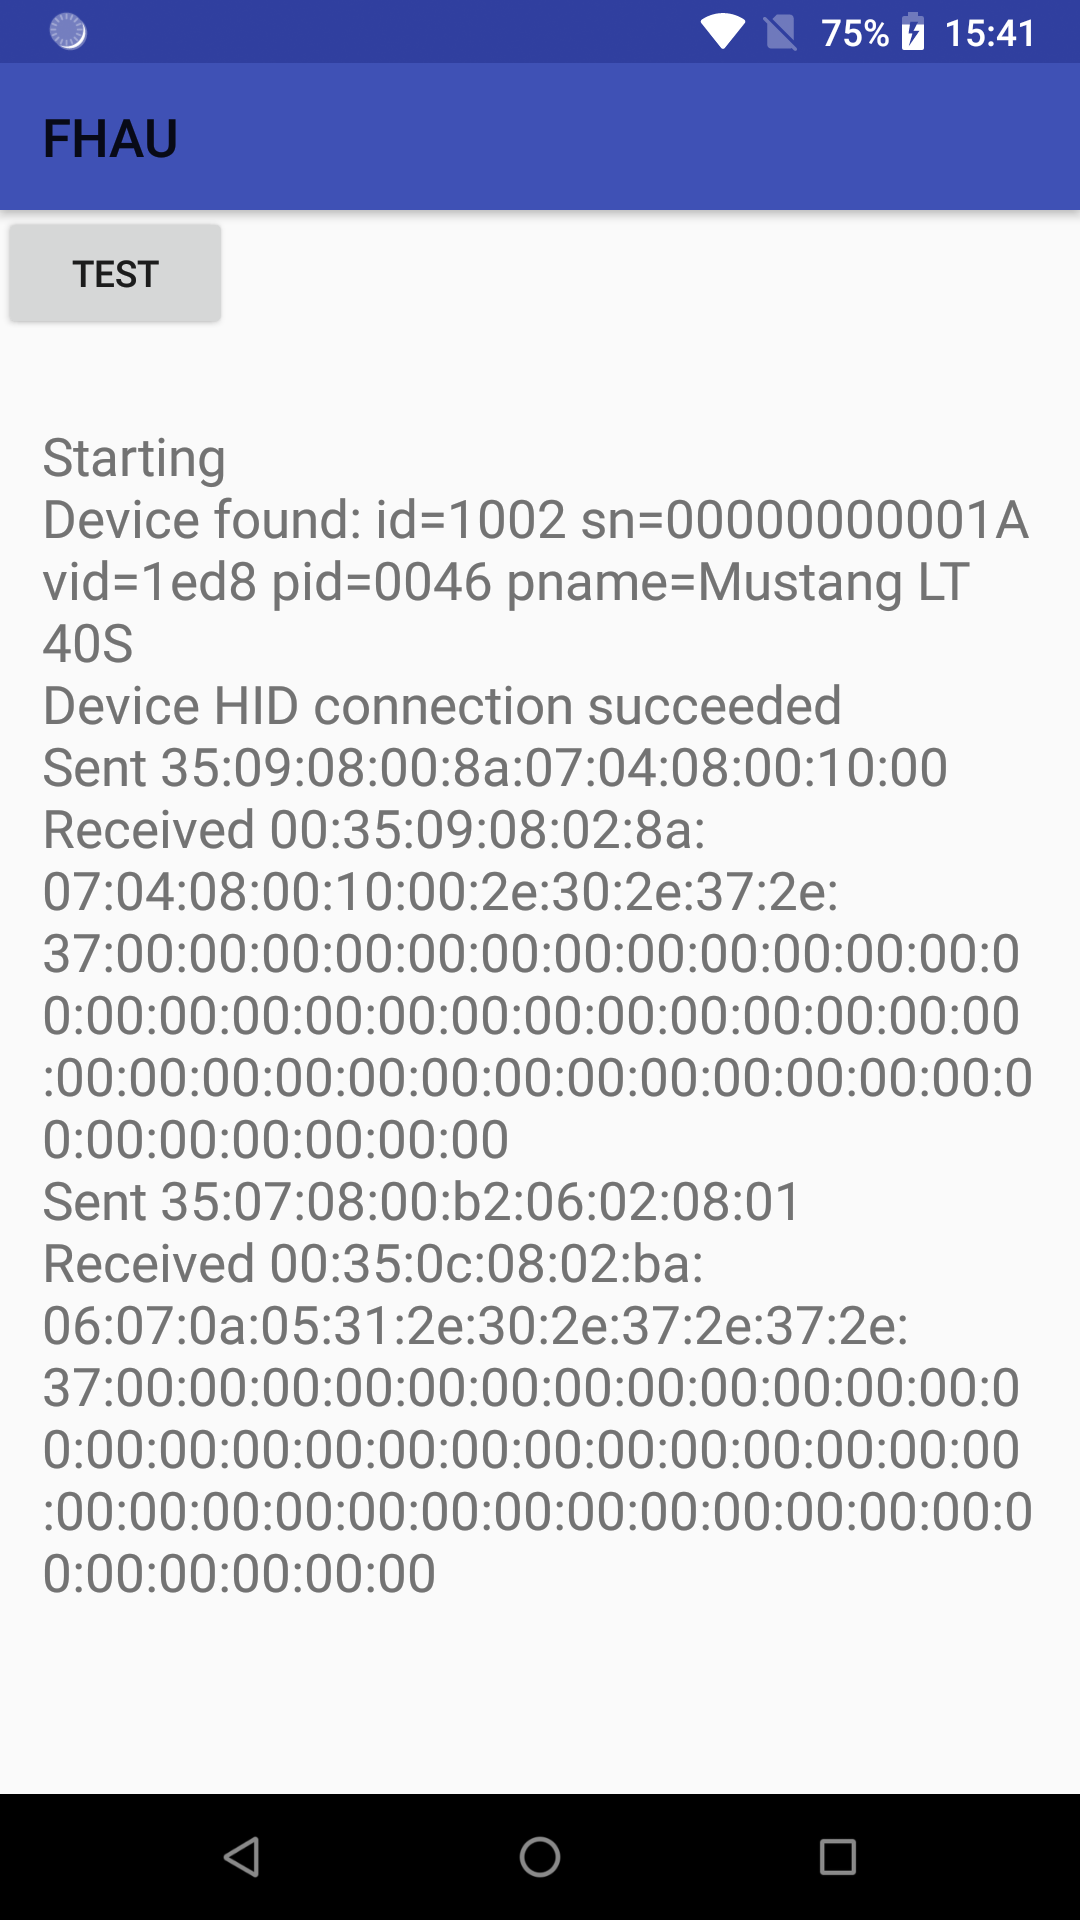 75% 15:41
FHAU
TEST
Starting
Device found: id=1002 sn=00000000001A
vid=1ed8 pid=0046 pname=Mustang LT
40S
Device HID connection succeeded
Sent 35:09:08:00:8a:07:04:08:00:10:00
Received 00:35:09:08:02:8a:
07:04:08:00:10:00:2e:30:2e:37:2e:
37:00:00:00:00:00:00:00:00:00:00:00:00:0
0:00:00:00:00:00:00:00:00:00:00:00:00:00
:00:00:00:00:00:00:00:00:00:00:00:00:00:0
0:00:00:00:00:00:00
Sent 35:07:08:00:b2:06:02:08:01
Received 00:35:0c:08:02:ba:
06:07:0a:05:31:2e:30:2e:37:2e:37:2e:
37:00:00:00:00:00:00:00:00:00:00:00:00:0
0:00:00:00:00:00:00:00:00:00:00:00:00:00
:00:00:00:00:00:00:00:00:00:00:00:00:00:0
0:00:00:00:00:00